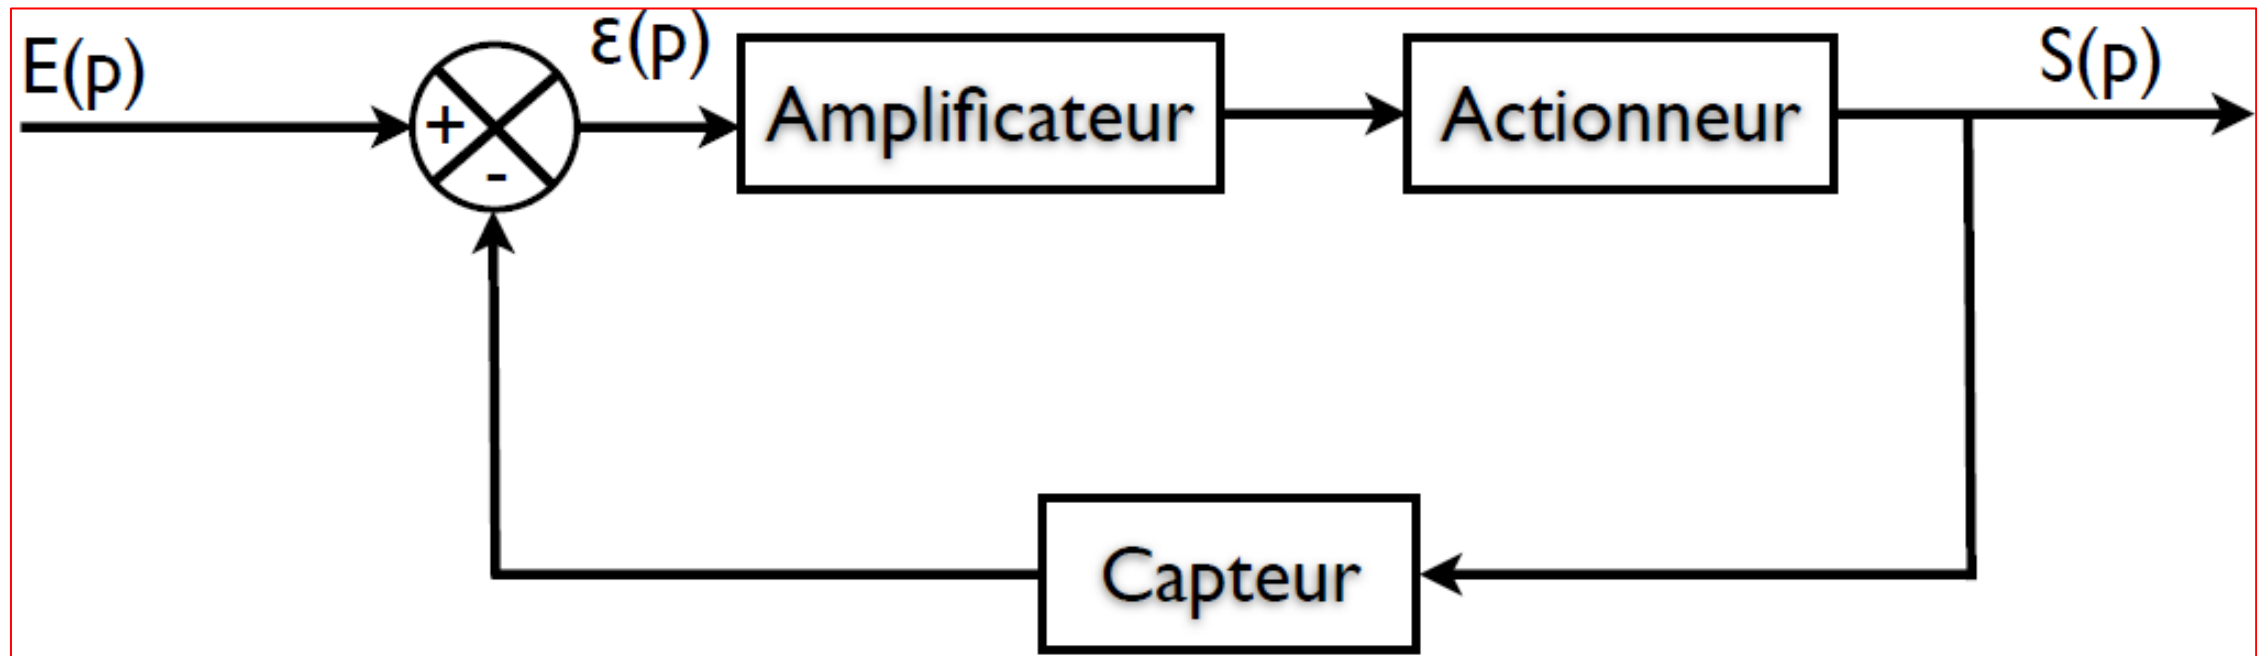 E(p)
ε(p)
S(p)
+
-
Amplificateur
Actionneur
Capteur